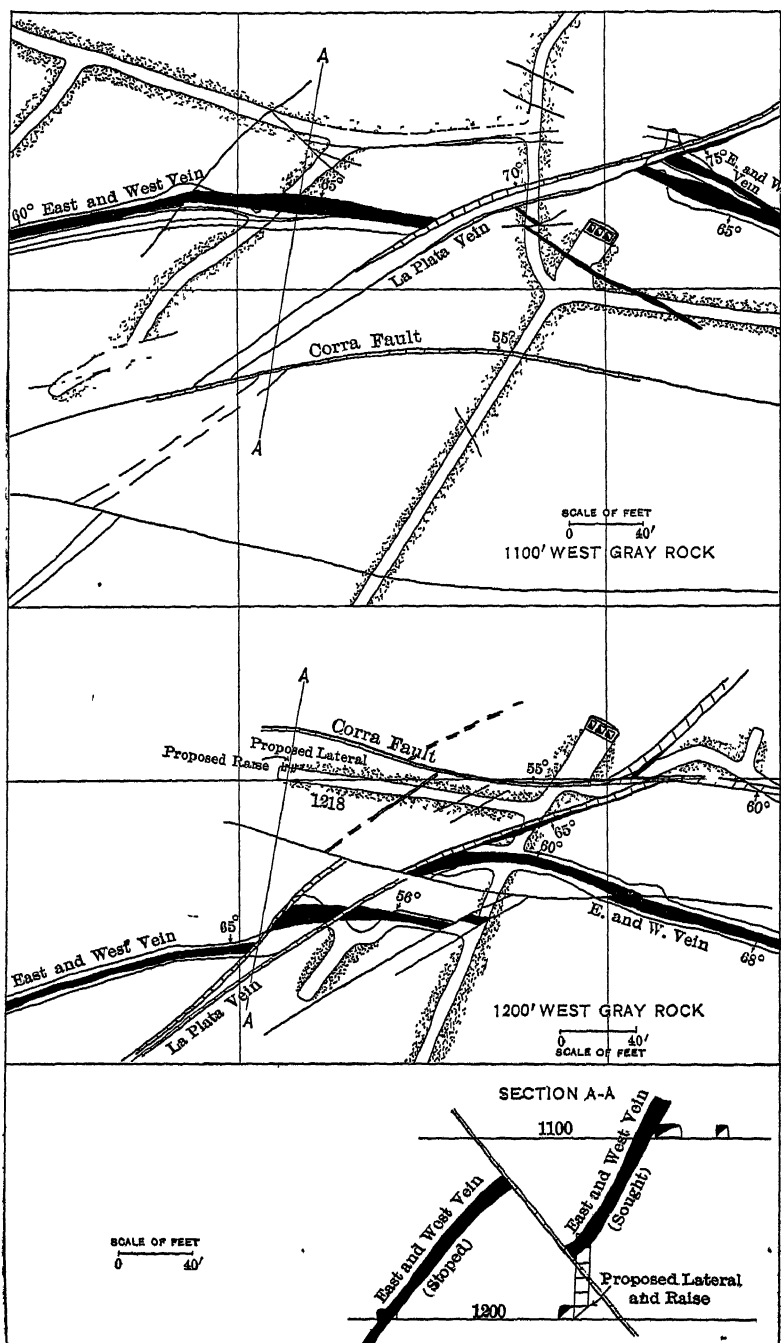 A
60° East and West Vein
65°
70°
75°
E. and W.
Vein
65°
La Plata Vein
Corra Fault
55°
A
SCALE OF FEET
0 40'
1100' WEST GRAY ROCK
A
Corra Fault
Proposed Lateral
Proposed Raise
1218
55°
60°
65°
60°
56°
65°
East and West Vein
E. and W. Vein
68°
La Plata Vein
A
1200' WEST GRAY ROCK
0 40'
SCALE OF FEET
SECTION A-A
1100
East and West Vein
(Sought)
East and West Vein
(Stoped)
SCALE OF FEET
0 40'
Proposed Lateral
and Raise
1200